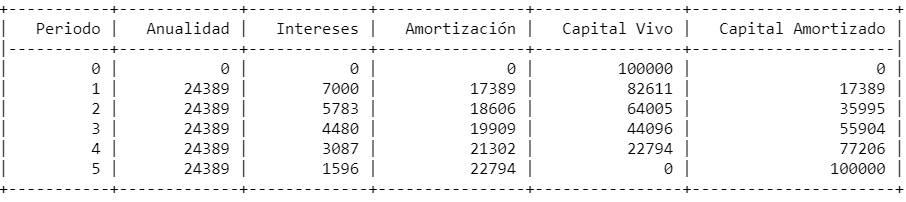 +-----------+------------+------------+---------------+---------------+--------------------+
| Periodo | Anualidad | Intereses | Amortización | Capital Vivo | Capital Amortizado |
|-----------+------------+------------+---------------+---------------+--------------------|
| 0 | 0 | 0 | 0 | 100000 | 0 |
| 1 | 24389 | 7000 | 17389 | 82611 | 17389 |
| 2 | 24389 | 5783 | 18606 | 64005 | 35995 |
| 3 | 24389 | 4480 | 19909 | 44096 | 55904 |
| 4 | 24389 | 3087 | 21302 | 22794 | 77206 |
| 5 | 24389 | 1596 | 22794 | 0 | 100000 |
+-----------+------------+------------+---------------+---------------+--------------------+